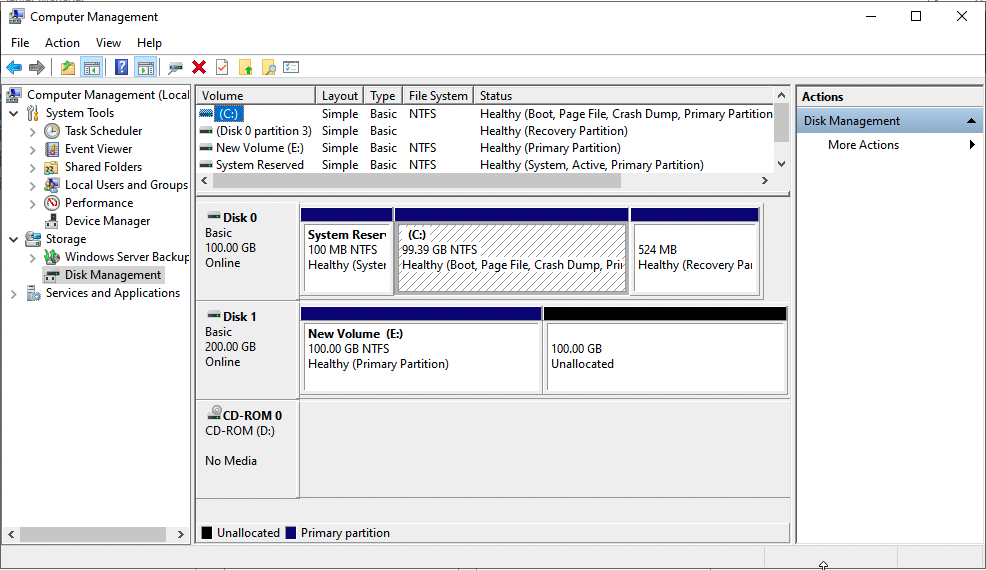 Computer Management
File Action View Help
Computer Management (Local
System Tools
Task Scheduler
Event Viewer
Shared Folders
Local Users and Groups
Performance
Device Manager
Storage
Windows Server Backup
Disk Management
Services and Applications
Volume Layout Type File System Status
(C:) Simple Basic NTFS Healthy (Boot, Page File, Crash Dump, Primary Partition
(Disk 0 partition 3) Simple Basic Healthy (Recovery Partition)
New Volume (E:) Simple Basic NTFS Healthy (Primary Partition)
System Reserved Simple Basic NTFS Healthy (System, Active, Primary Partition)
Disk 0
Basic
100.00 GB
Online
System Reser
100 MB NTFS
Healthy (Syste
(C:)
99.39 GB NTFS
Healthy (Boot, Page File, Crash Dump, Pri
524 MB
Healthy (Recovery Pa
Disk 1
Basic
200.00 GB
Online
New Volume (E:)
100.00 GB NTFS
Healthy (Primary Partition)
100.00 GB
Unallocated
CD-ROM 0
CD-ROM (D:)
No Media
Unallocated Primary partition
Actions
Disk Management
More Actions